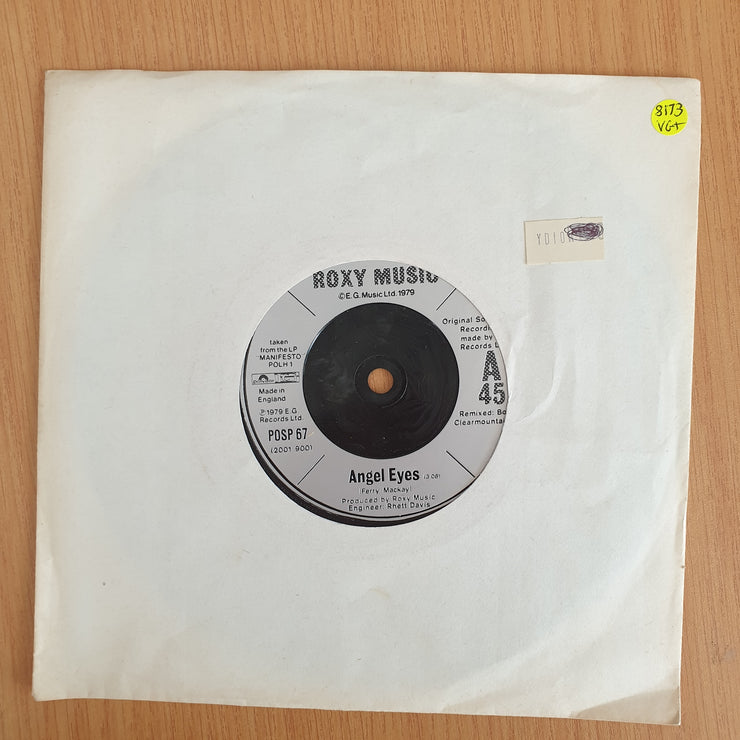 8173
VG+
YD10
ROXY MUSIC
© E.G. Music Ltd. 1979
taken
from the LP
"MANIFESTO"
POLH 1
Made in
England
℗ 1979 E.G.
Records Ltd.
POSP 67
(2001 900)
Original So
Recordi
made by
Records L
A
45
Remixed: Bo
Clearmounta
Angel Eyes (3:08)
(Ferry, Mackay)
Produced by Roxy Music
Engineer: Rhett Davis